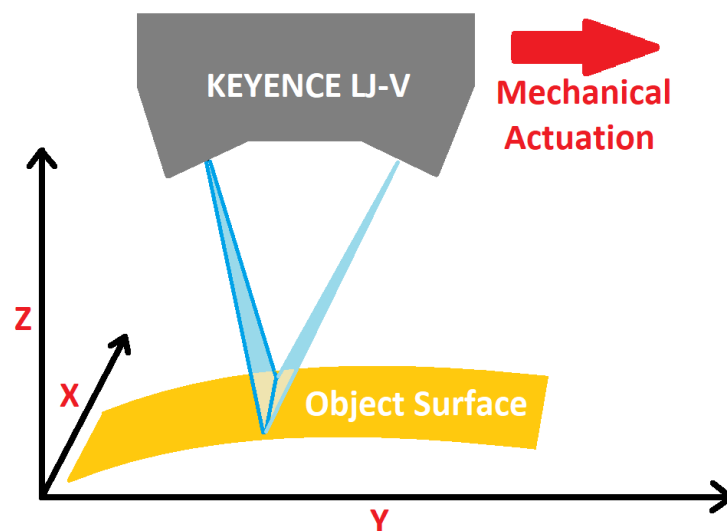 KEYENCE LJ-V
Mechanical
Actuation
Z
X
Object Surface
Y